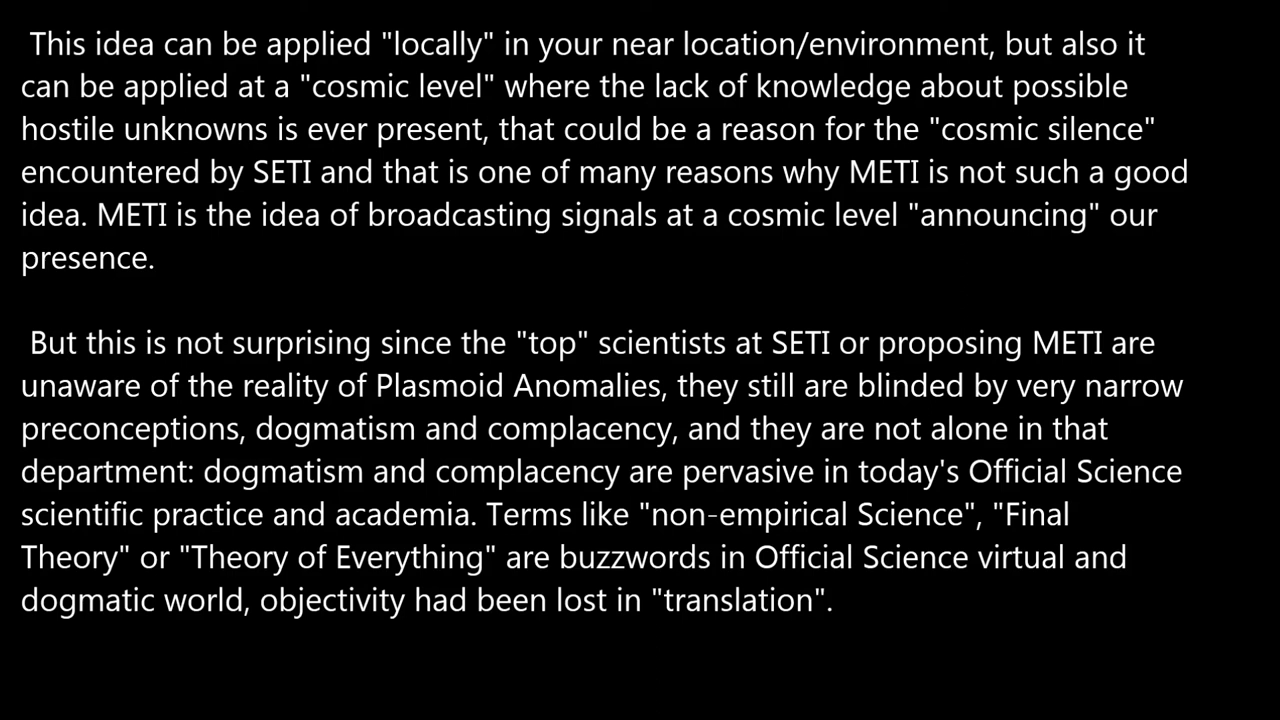 This idea can be applied "locally" in your near location/environment, but also it
can be applied at a "cosmic level" where the lack of knowledge about possible
hostile unknowns is ever present, that could be a reason for the "cosmic silence"
encountered by SETI and that is one of many reasons why METI is not such a good
idea. METI is the idea of broadcasting signals at a cosmic level "announcing" our
presence.
But this is not surprising since the "top" scientists at SETI or proposing METI are
unaware of the reality of Plasmoid Anomalies, they still are blinded by very narrow
preconceptions, dogmatism and complacency, and they are not alone in that
department: dogmatism and complacency are pervasive in today's Official Science
scientific practice and academia. Terms like "non-empirical Science", "Final
Theory" or "Theory of Everything" are buzzwords in Official Science virtual and
dogmatic world, objectivity had been lost in "translation".